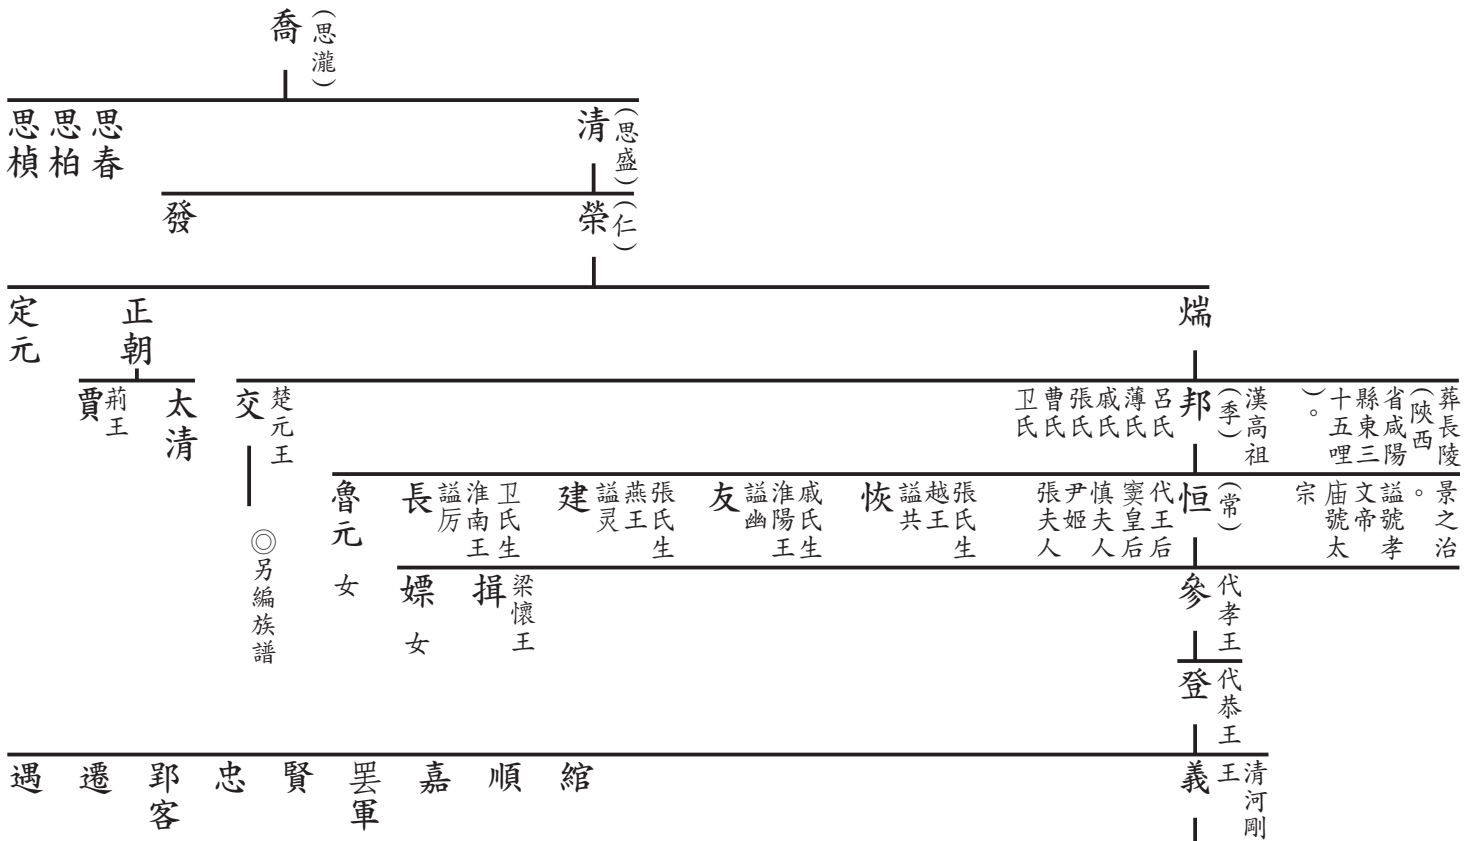 喬
(思瀧)
清
(思盛)
思春
思柏
思楨
榮
(仁)
發
煓
正朝
定元
葬長陵
(陝西
省咸陽
縣東三
十五哩
)。
漢高祖
(季)
邦
呂氏
薄氏
戚氏
張氏
曹氏
卫氏
楚元王
交
◎另編族譜
太清
荊王
賈
景之治
。
謚號孝
文帝
庙號太
宗
(常)
恒
代王后
窦皇后
慎夫人
尹姬
張夫人
張氏生
越王
謚共
恢
戚氏生
淮陽王
謚幽
友
張氏生
燕王
謚灵
建
卫氏生
淮南王
謚厉
長
魯元 女
代孝王
參
梁懷王
揖
嫖 女
代恭王
登
清河剛
王
義
綰
順
嘉
罢軍
賢
忠
郢客
遷
遇